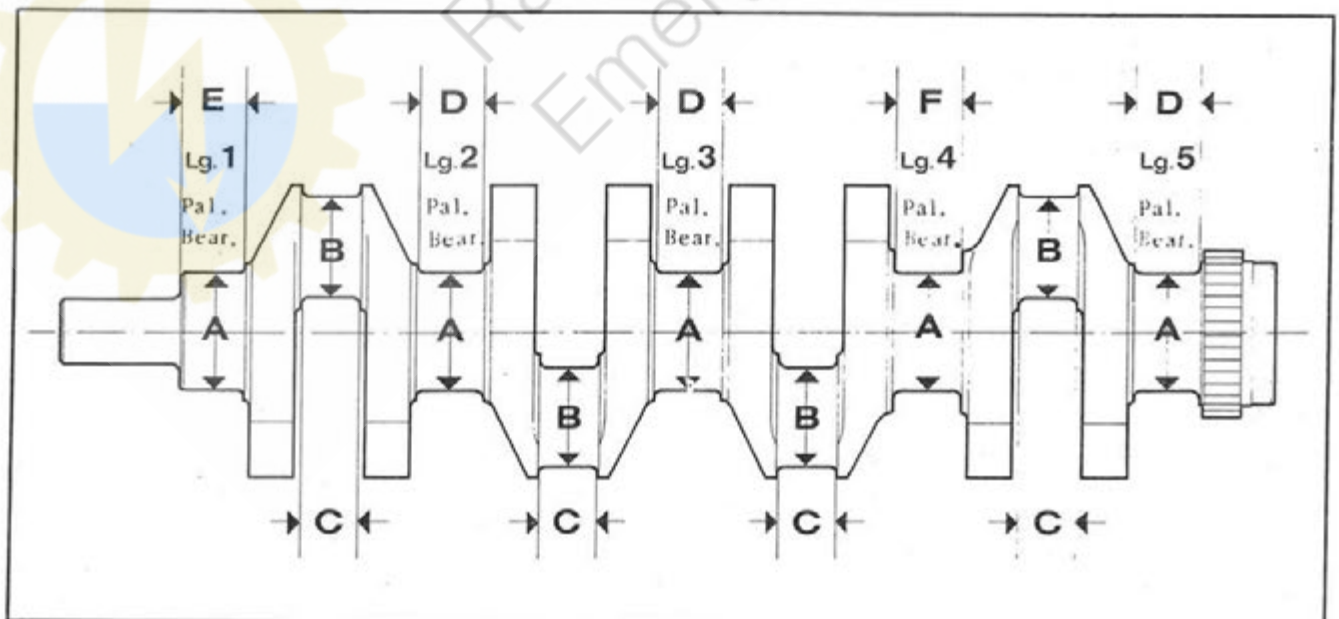 E D D F D
Lg.1 Lg.2 Lg.3 Lg.4 Lg.5
Pal. Pal. Pal. Pal. Pal.
Bear. Bear. Bear. Bear. Bear.
B B
A A A A A
B B
C C C C